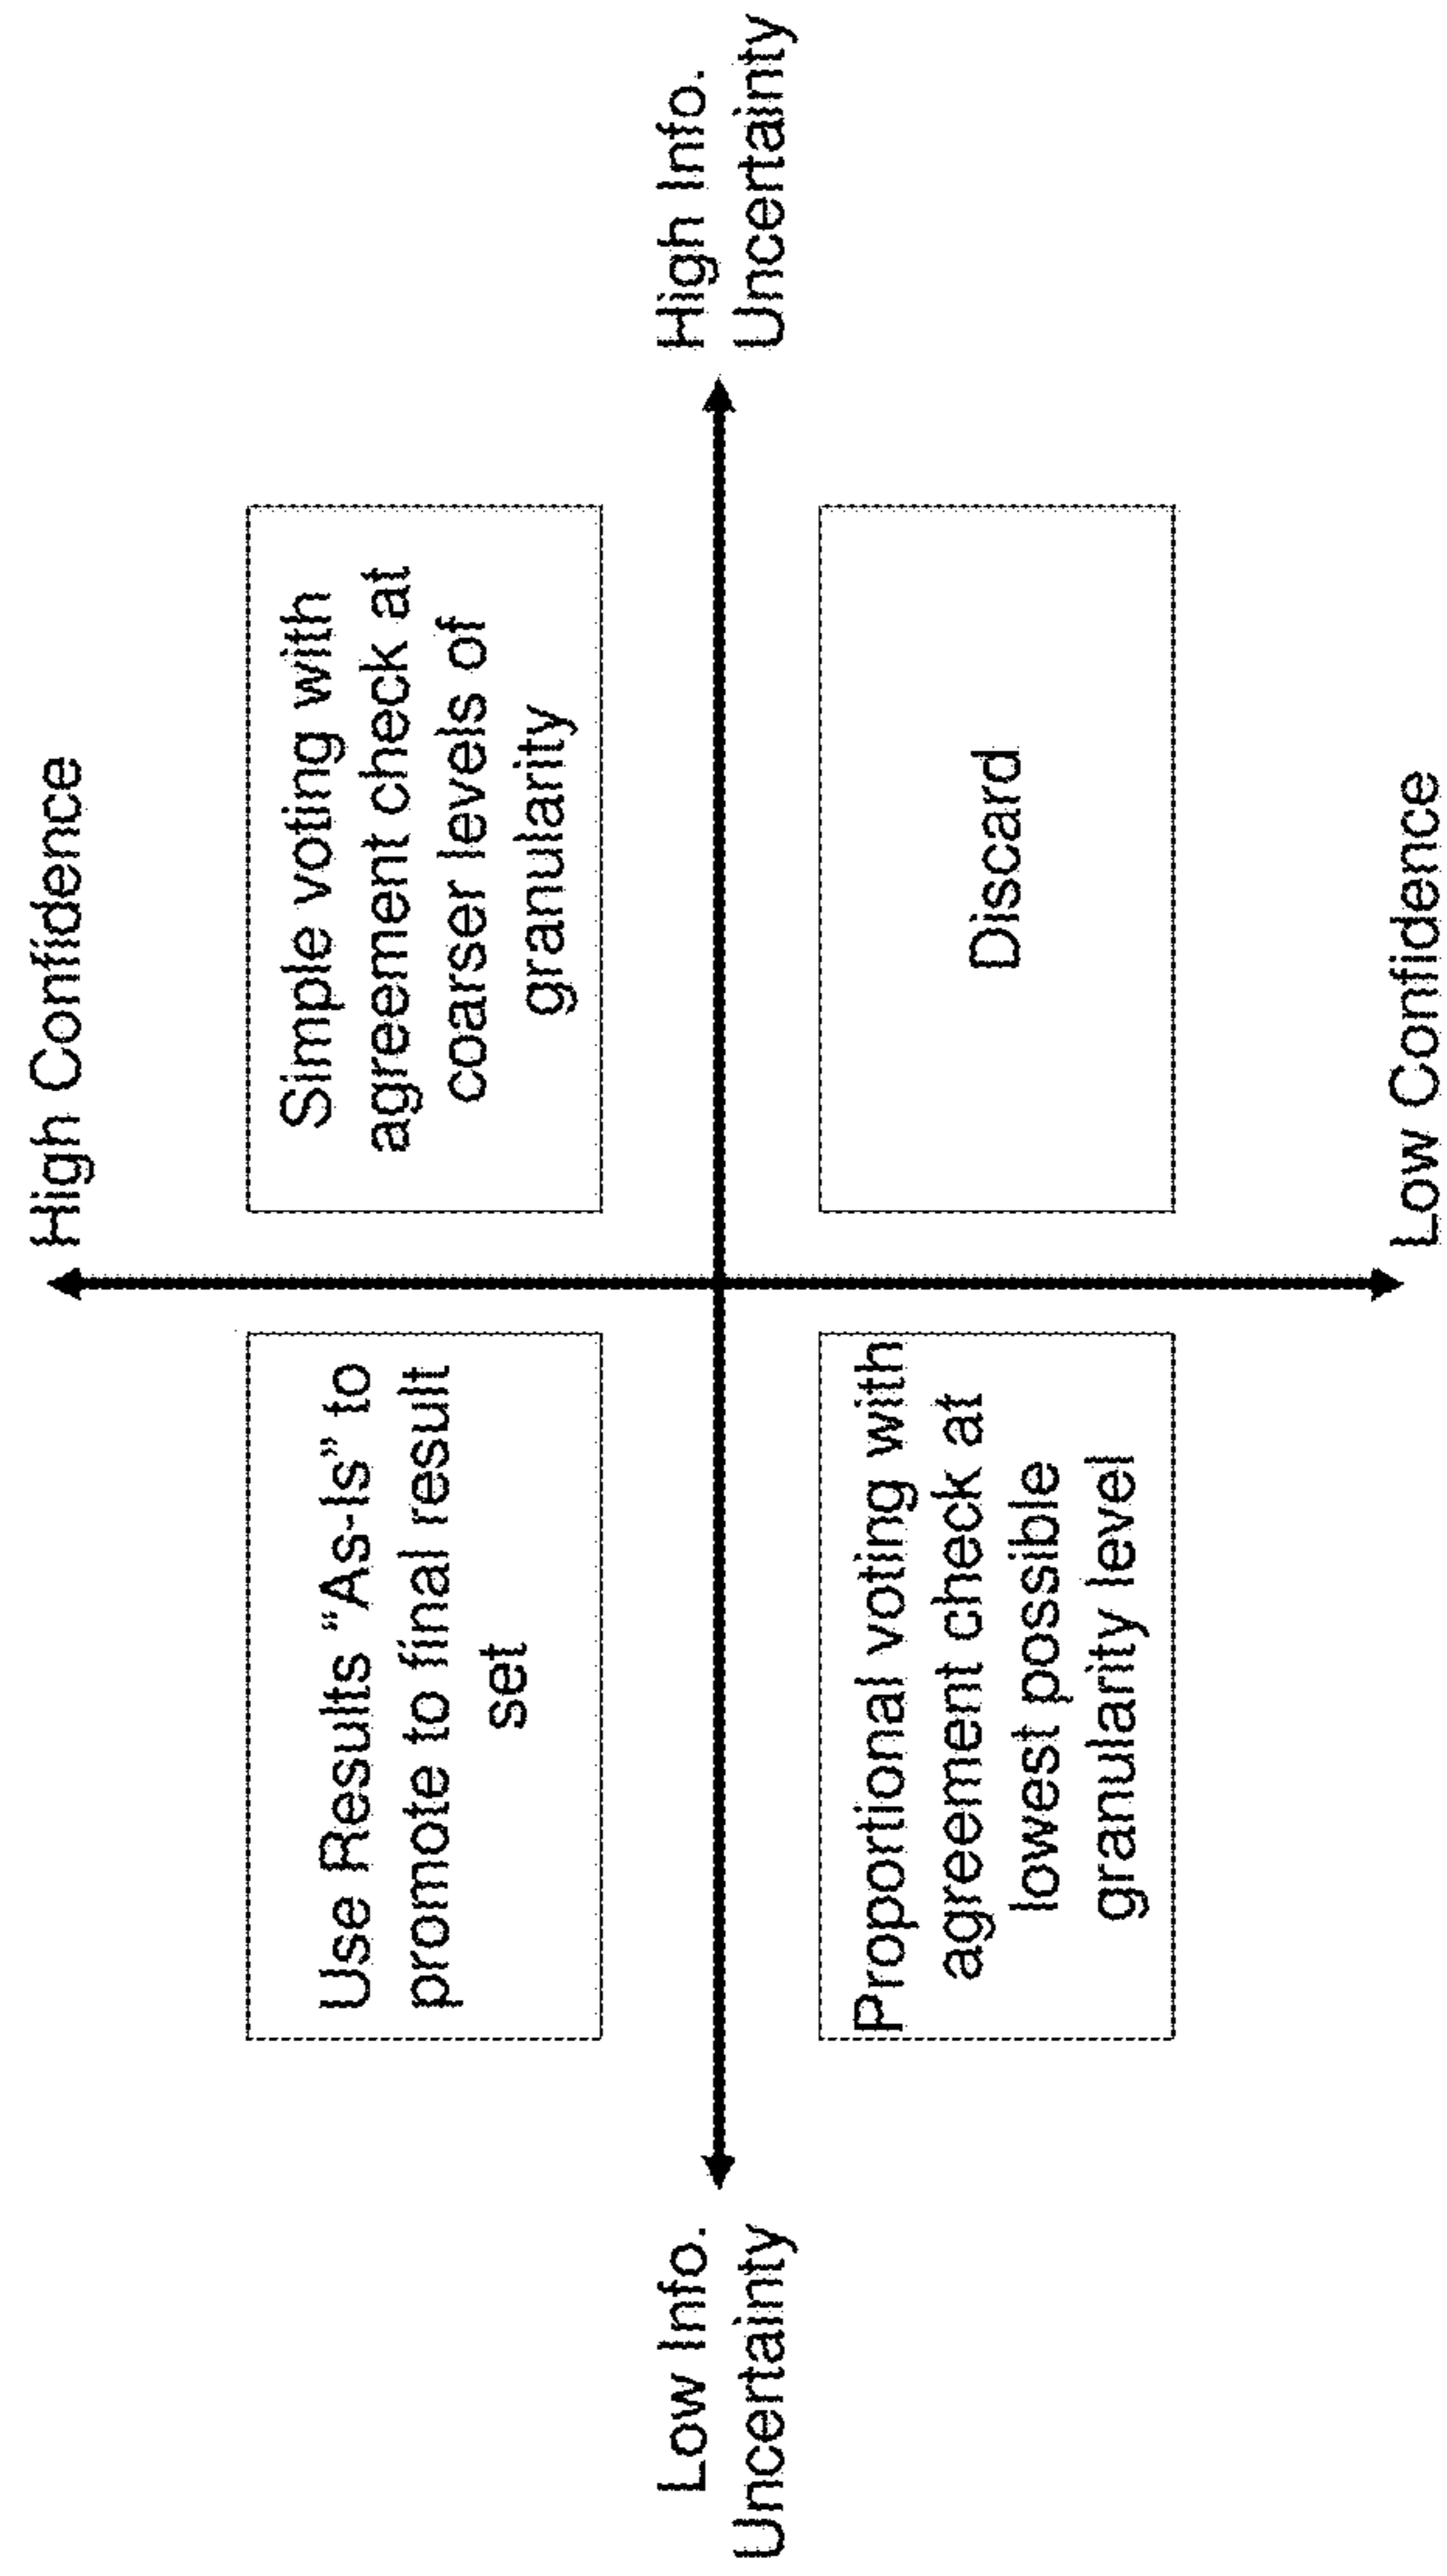 High Confidence
Use Results “As-Is” to
promote to final result
set
Simple voting with
agreement check at
coarser levels of
granularity
Low Info.
Uncertainty
High Info.
Uncertainty
Proportional voting with
agreement check at
lowest possible
granularity level
Discard
Low Confidence